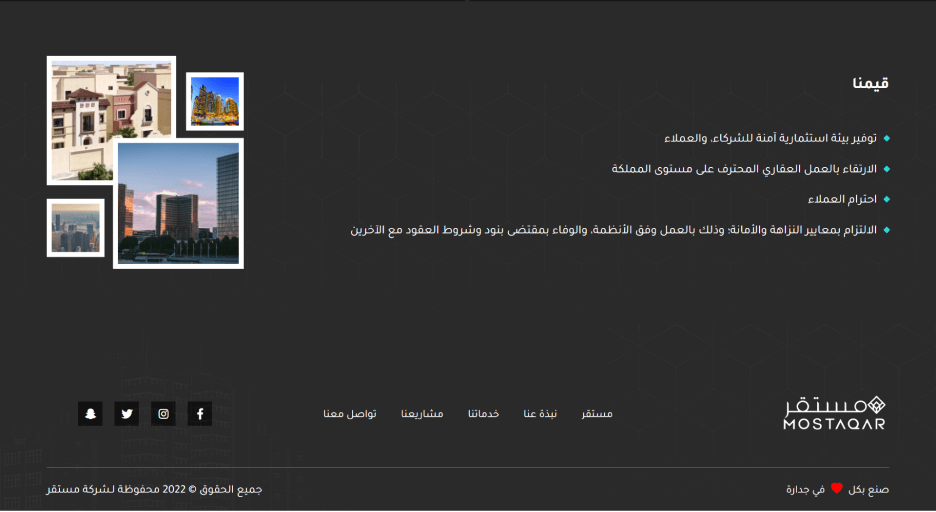 قيمنا
توفير بيئة استثمارية آمنة للشركاء، والعملاء
الارتقاء بالعمل العقاري المحترف على مستوى المملكة
احترام العملاء
الالتزام بمعايير النزاهة والأمانة؛ وذلك بالعمل وفق الأنظمة، والوفاء بمقتضى بنود وشروط العقود مع الآخرين
مستقر
MOSTAQAR
مستقر نبذة عنا خدماتنا مشاريعنا تواصل معنا
صنع بكل ❤ في جدارة
جميع الحقوق © 2022 محفوظة لشركة مستقر